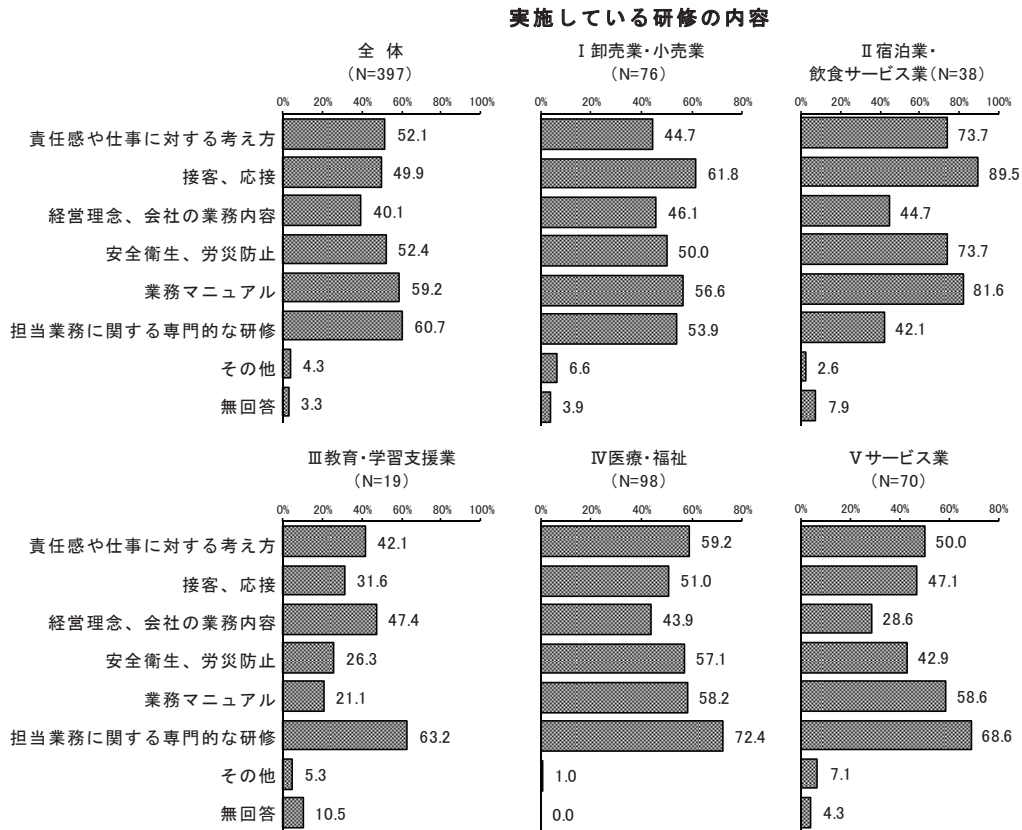 実施している研修の内容
全 体
(N=397)
Ⅰ 卸売業・小売業
(N=76)
Ⅱ 宿泊業・
飲食サービス業(N=38)
0% 20% 40% 60% 80% 100%
0% 20% 40% 60% 80%
0% 20% 40% 60% 80% 100%
責任感や仕事に対する考え方 52.1 44.7 73.7
接客、応接 49.9 61.8 89.5
経営理念、会社の業務内容 40.1 46.1 44.7
安全衛生、労災防止 52.4 50.0 73.7
業務マニュアル 59.2 56.6 81.6
担当業務に関する専門的な研修 60.7 53.9 42.1
その他 4.3 6.6 2.6
無回答 3.3 3.9 7.9
Ⅲ教育・学習支援業
(N=19)
Ⅳ医療・福祉
(N=98)
Ⅴサービス業
(N=70)
0% 20% 40% 60% 80% 100%
0% 20% 40% 60% 80%
0% 20% 40% 60% 80%
責任感や仕事に対する考え方 42.1 59.2 50.0
接客、応接 31.6 51.0 47.1
経営理念、会社の業務内容 47.4 43.9 28.6
安全衛生、労災防止 26.3 57.1 42.9
業務マニュアル 21.1 58.2 58.6
担当業務に関する専門的な研修 63.2 72.4 68.6
その他 5.3 1.0 7.1
無回答 10.5 0.0 4.3